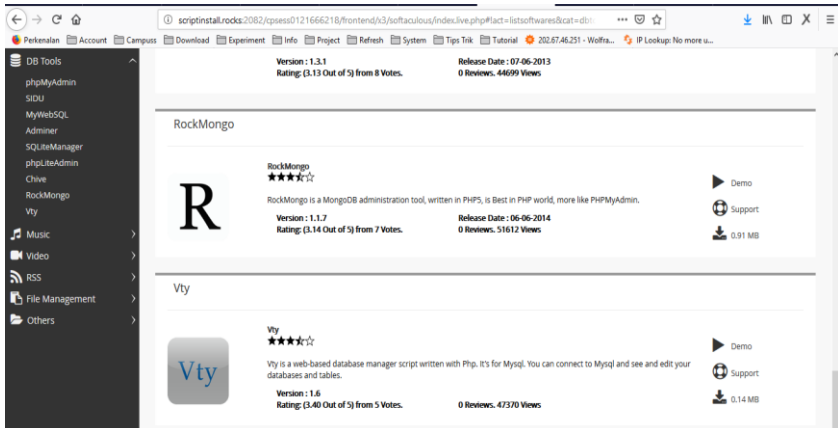 scriptinstall.rocks:2082/cpsess0121666218/frontend/x3/softaculous/index.live.php#lact=listsoftwares&cat=db
Perkenalan Account Campuss Download Experiment Info Project Refresh System Tips Trik Tutorial 202.67.46.251 - Wolfra... IP Lookup: No more u...
DB Tools
phpMyAdmin
SIDU
MyWebSQL
Adminer
SQLiteManager
phpLiteAdmin
Chive
RockMongo
Vty
Music
Video
RSS
File Management
Others
Version : 1.3.1 Release Date : 07-06-2013
Rating: (3.13 Out of 5) from 8 Votes. 0 Reviews. 44699 Views
RockMongo
R
RockMongo
RockMongo is a MongoDB administration tool, written in PHP5, is Best in PHP world, more like PHPMyAdmin.
Version : 1.1.7 Release Date : 06-06-2014
Rating: (3.14 Out of 5) from 7 Votes. 0 Reviews. 51612 Views
Demo
Support
0.91 MB
Vty
Vty
Vty
Vty is a web-based database manager script written with Php. It's for Mysql. You can connect to Mysql and see and edit your
databases and tables.
Version : 1.6
Rating: (3.40 Out of 5) from 5 Votes. 0 Reviews. 47370 Views
Demo
Support
0.14 MB